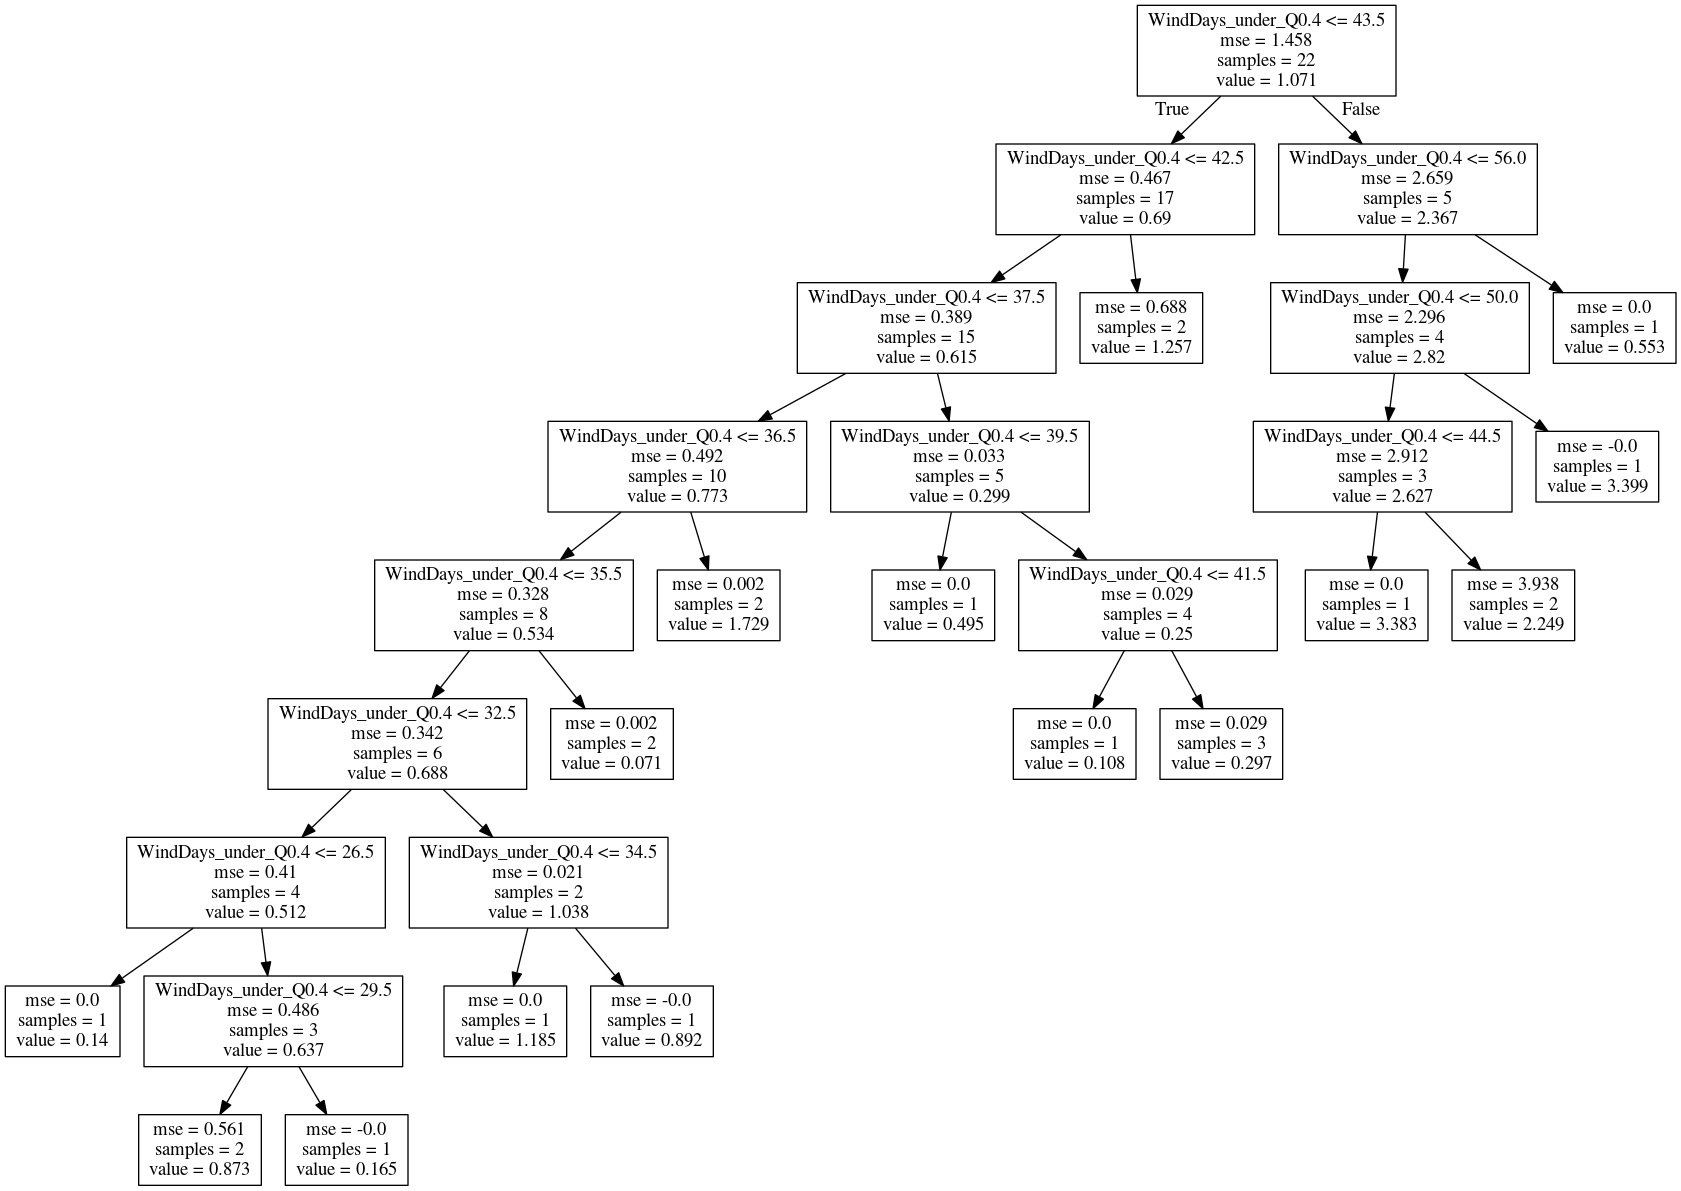 WindDays_under_Q0.4 <= 43.5
mse = 1.458
samples = 22
value = 1.071
True
False
WindDays_under_Q0.4 <= 42.5
mse = 0.467
samples = 17
value = 0.69
WindDays_under_Q0.4 <= 56.0
mse = 2.659
samples = 5
value = 2.367
WindDays_under_Q0.4 <= 37.5
mse = 0.389
samples = 15
value = 0.615
mse = 0.688
samples = 2
value = 1.257
WindDays_under_Q0.4 <= 50.0
mse = 2.296
samples = 4
value = 2.82
mse = 0.0
samples = 1
value = 0.553
WindDays_under_Q0.4 <= 36.5
mse = 0.492
samples = 10
value = 0.773
WindDays_under_Q0.4 <= 39.5
mse = 0.033
samples = 5
value = 0.299
WindDays_under_Q0.4 <= 44.5
mse = 2.912
samples = 3
value = 2.627
mse = -0.0
samples = 1
value = 3.399
WindDays_under_Q0.4 <= 35.5
mse = 0.328
samples = 8
value = 0.534
mse = 0.002
samples = 2
value = 1.729
mse = 0.0
samples = 1
value = 0.495
WindDays_under_Q0.4 <= 41.5
mse = 0.029
samples = 4
value = 0.25
mse = 0.0
samples = 1
value = 3.383
mse = 3.938
samples = 2
value = 2.249
WindDays_under_Q0.4 <= 32.5
mse = 0.342
samples = 6
value = 0.688
mse = 0.002
samples = 2
value = 0.071
mse = 0.0
samples = 1
value = 0.108
mse = 0.029
samples = 3
value = 0.297
WindDays_under_Q0.4 <= 26.5
mse = 0.41
samples = 4
value = 0.512
WindDays_under_Q0.4 <= 34.5
mse = 0.021
samples = 2
value = 1.038
mse = 0.0
samples = 1
value = 0.14
WindDays_under_Q0.4 <= 29.5
mse = 0.486
samples = 3
value = 0.637
mse = 0.0
samples = 1
value = 1.185
mse = -0.0
samples = 1
value = 0.892
mse = 0.561
samples = 2
value = 0.873
mse = -0.0
samples = 1
value = 0.165